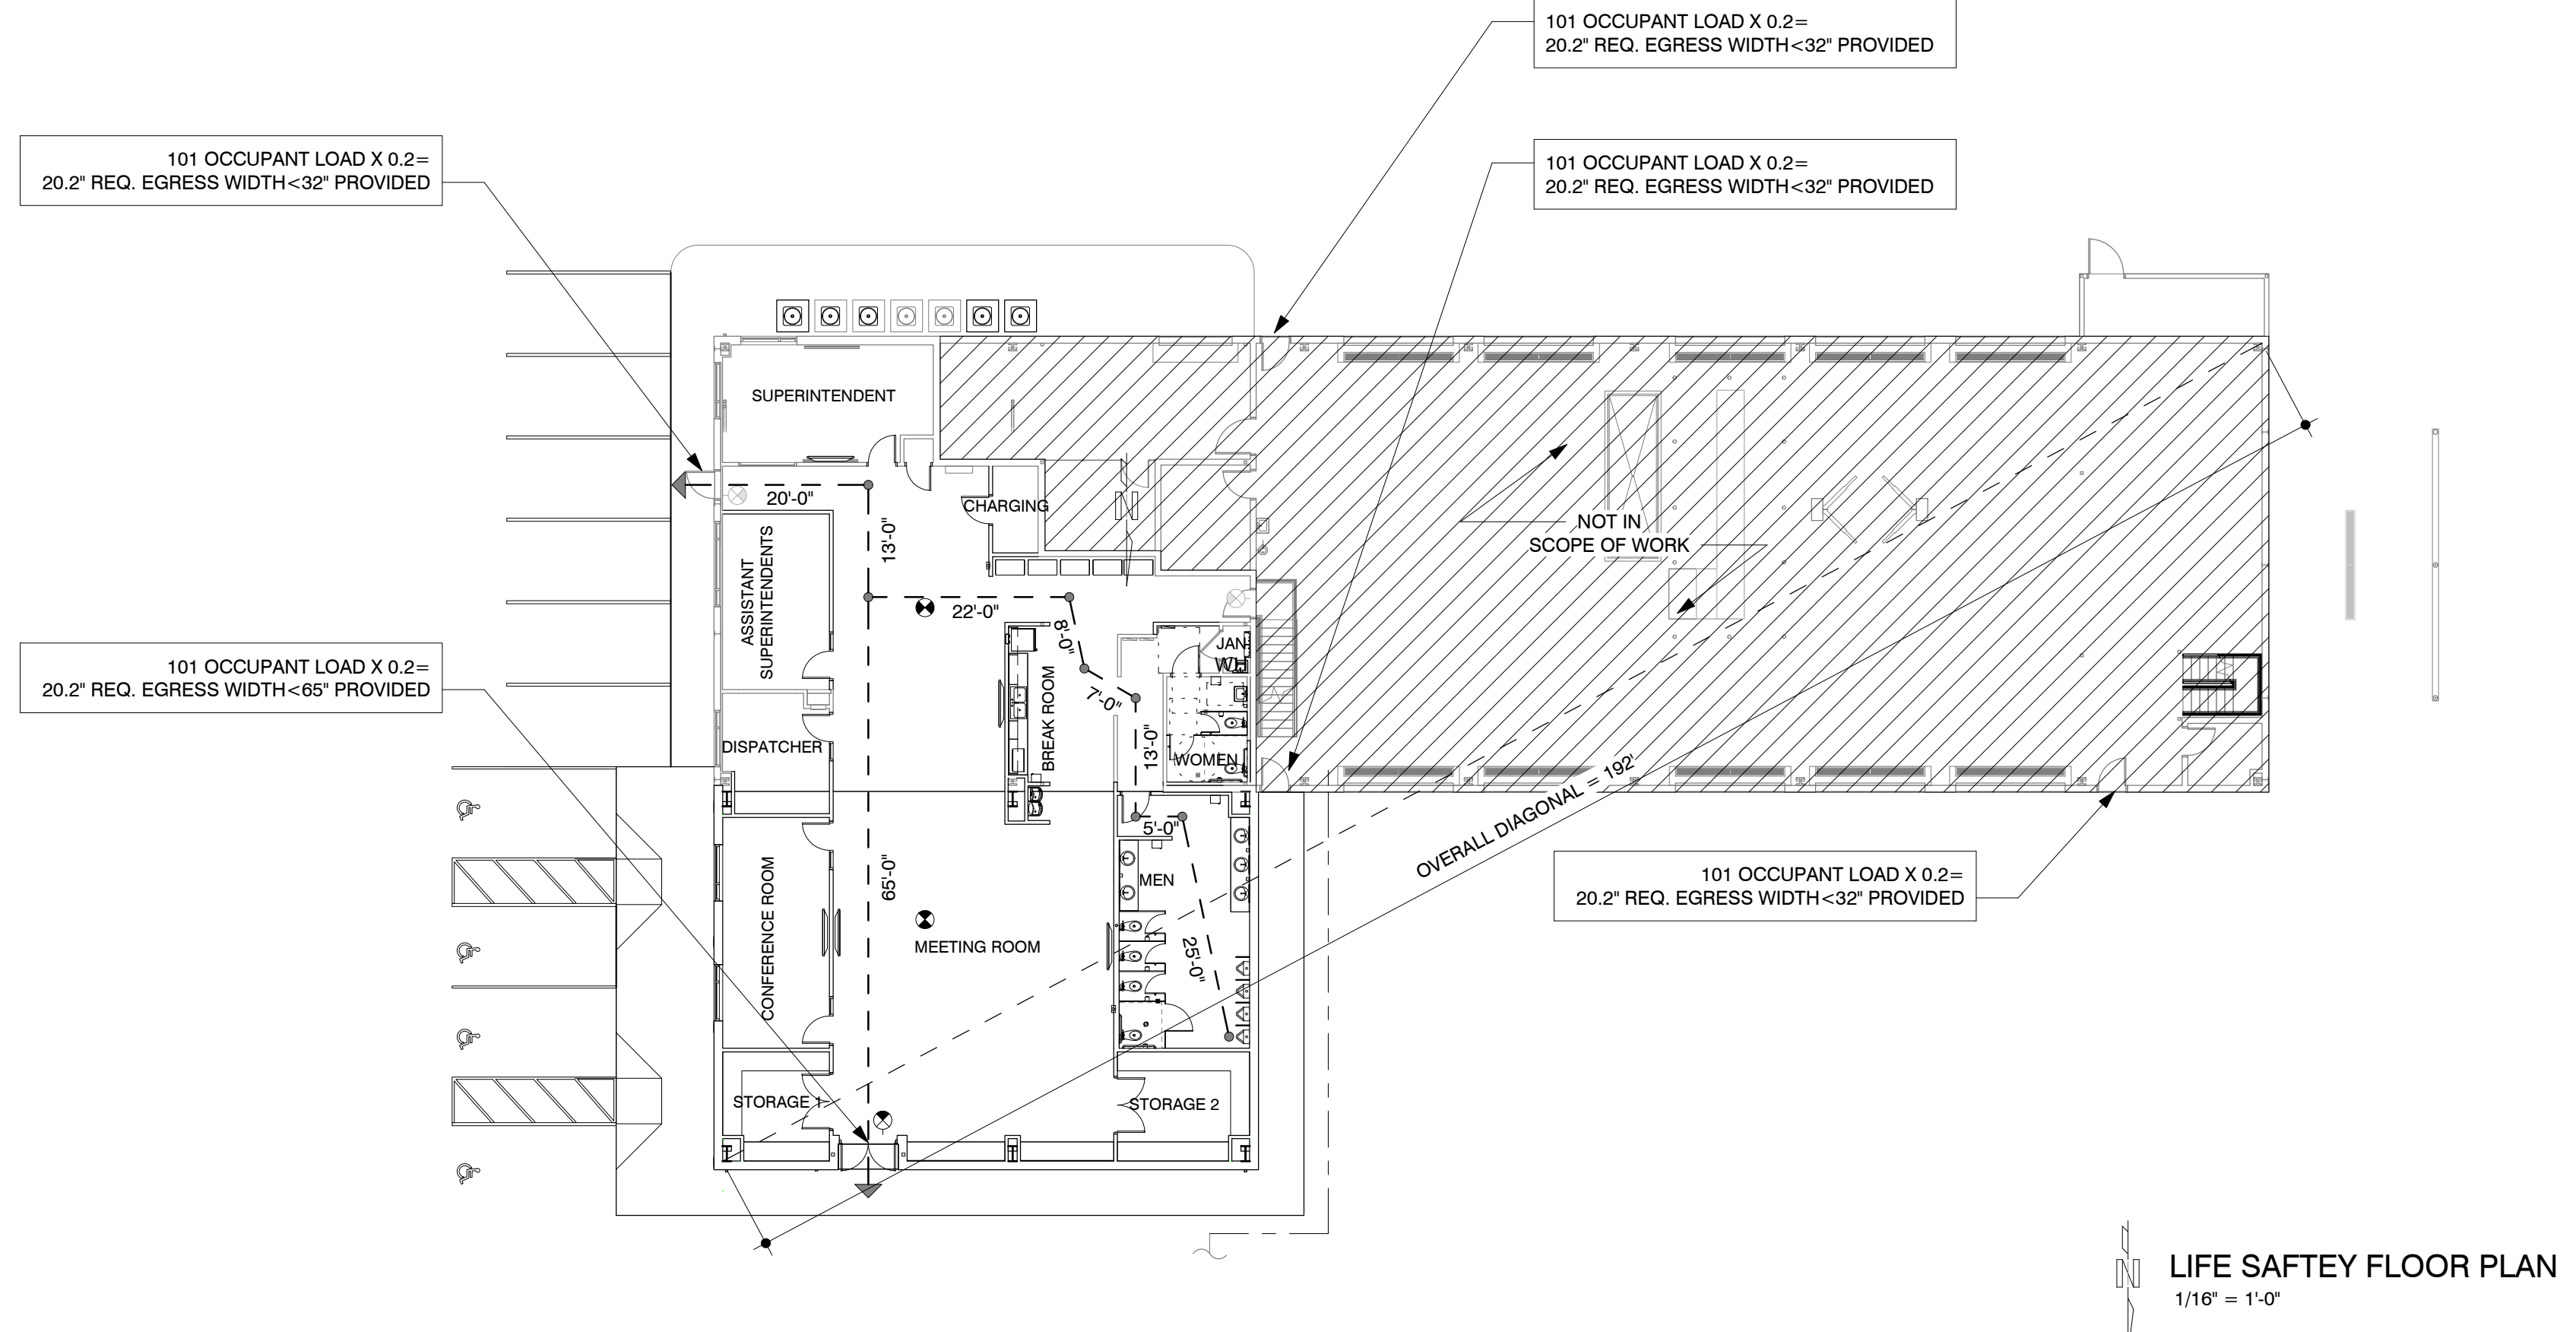 101 OCCUPANT LOAD X 0.2=
20.2" REQ. EGRESS WIDTH<32" PROVIDED
101 OCCUPANT LOAD X 0.2=
20.2" REQ. EGRESS WIDTH<32" PROVIDED
101 OCCUPANT LOAD X 0.2=
20.2" REQ. EGRESS WIDTH<32" PROVIDED
SUPERINTENDENT
20'-0"
CHARGING
13'-0"
NOT IN
SCOPE OF WORK
ASSISTANT
SUPERINTENDENTS
22'-0"
8'-0"
JAN
101 OCCUPANT LOAD X 0.2=
20.2" REQ. EGRESS WIDTH<65" PROVIDED
7'-0"
BREAK ROOM
13'-0"
DISPATCHER
WOMEN
OVERALL DIAGONAL = 192'
5'-0"
65'-0"
MEN
101 OCCUPANT LOAD X 0.2=
20.2" REQ. EGRESS WIDTH<32" PROVIDED
CONFERENCE ROOM
MEETING ROOM
25'-0"
STORAGE 1
STORAGE 2
N
LIFE SAFTEY FLOOR PLAN
1/16" = 1'-0"